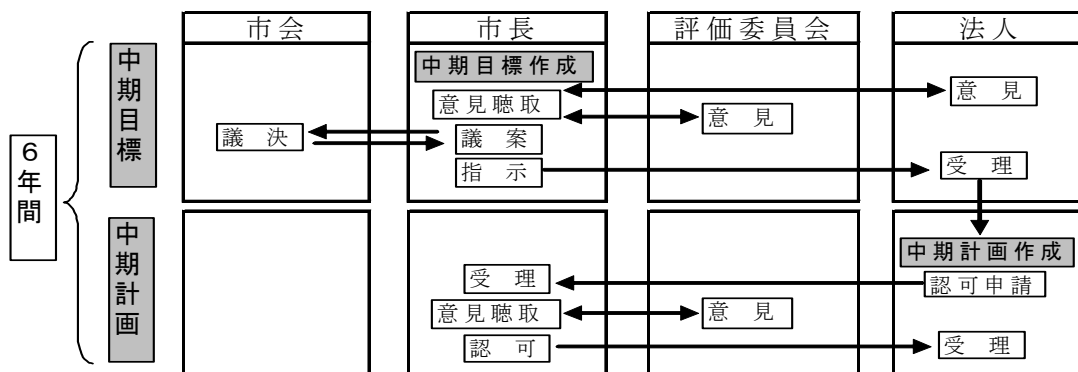 市会 市長 評価委員会 法人
6年間
中期目標
中期目標作成
意見聴取 意見 意見
議決 議案
指示 受理
中期計画
中期計画作成
受理 認可申請
意見聴取 意見
認可 受理